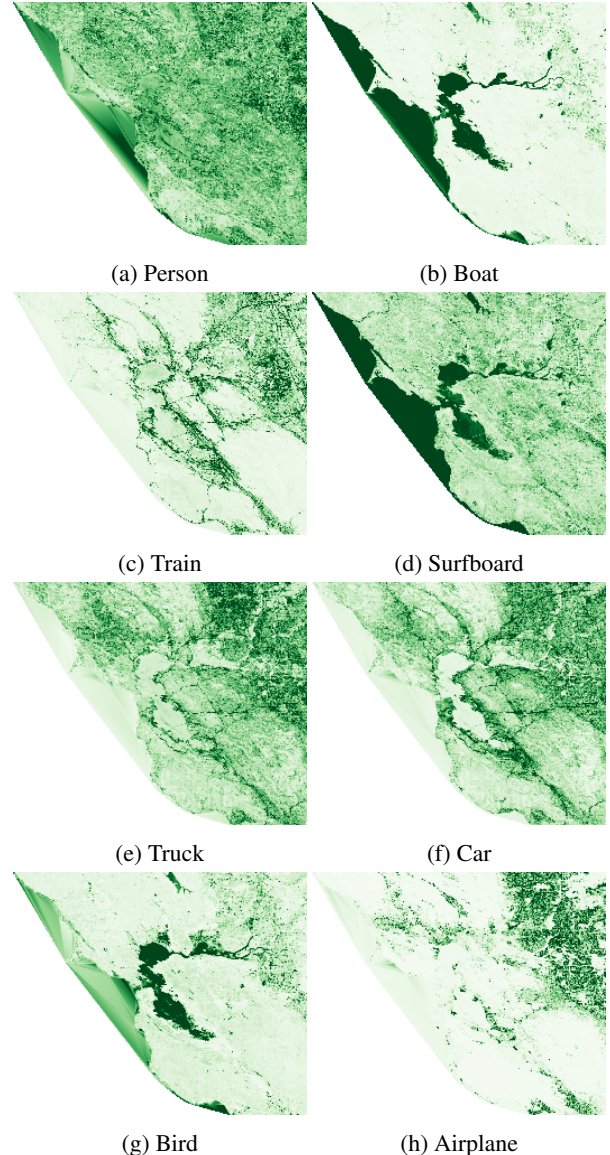 (a) Person
(b) Boat
(c) Train
(d) Surfboard
(e) Truck
(f) Car
(g) Bird
(h) Airplane